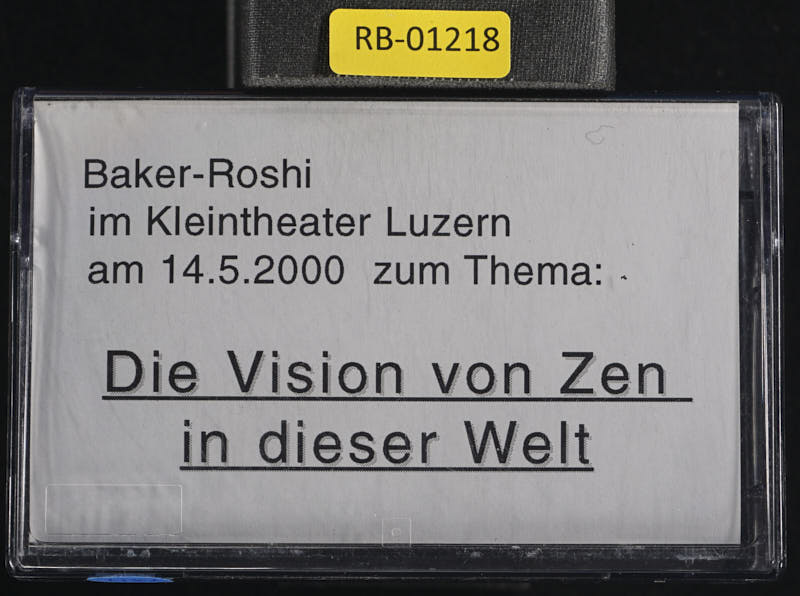 RB-01218
Baker-Roshi
im Kleintheater Luzern
am 14.5.2000 zum Thema:
Die Vision von Zen
in dieser Welt